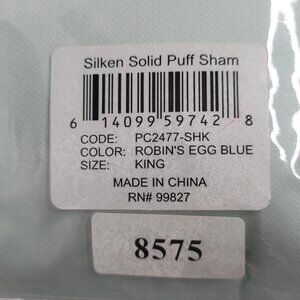 Silken Solid Puff Sham
6 14099 59742 8
CODE: PC2477-SHK
COLOR: ROBIN'S EGG BLUE
SIZE: KING
MADE IN CHINA
RN# 99827
8575